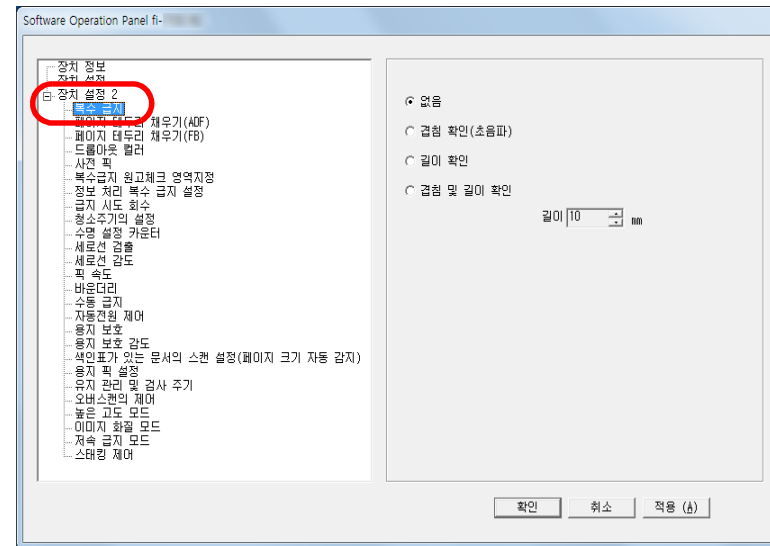 Software Operation Panel fi-
장치 정보
장치 설정
장치 설정 2
복수 급지
페이지 테두리 채우기(ADF)
페이지 테두리 채우기(FB)
드롭아웃 컬러
사전 픽
복수급지 원고체크 영역지정
정보 처리 복수 급지 설정
급지 시도 회수
청소주기의 설정
수명 설정 카운터
세로선 검출
세로선 감도
픽 속도
바운더리
수동 급지
자동전원 제어
용지 보호
용지 보호 감도
색인표가 있는 문서의 스캔 설정(페이지 크기 자동 감지)
용지 픽 설정
유지 관리 및 검사 주기
오버스캔의 제어
높은 고도 모드
이미지 화질 모드
저속 급지 모드
스태킹 제어
없음
겹침 확인(초음파)
길이 확인
겹침 및 길이 확인
길이 10 mm
확인 취소 적용 (A)